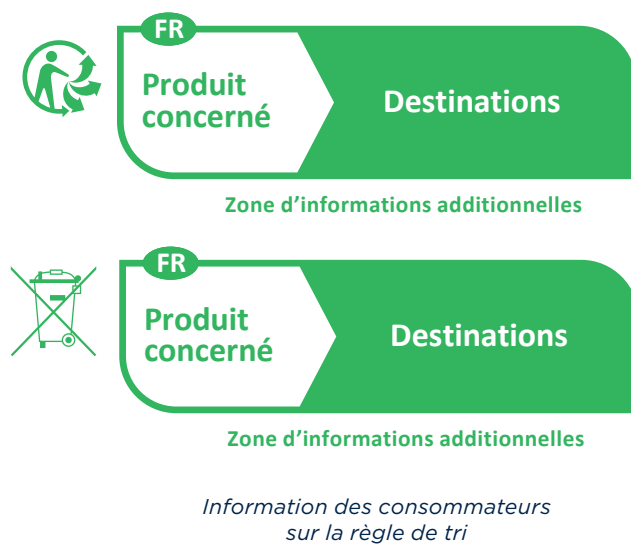 FR
Produit
concerné
Destinations
Zone d'informations additionnelles
FR
Produit
concerné
Destinations
Zone d'informations additionnelles
Information des consommateurs
sur la règle de tri